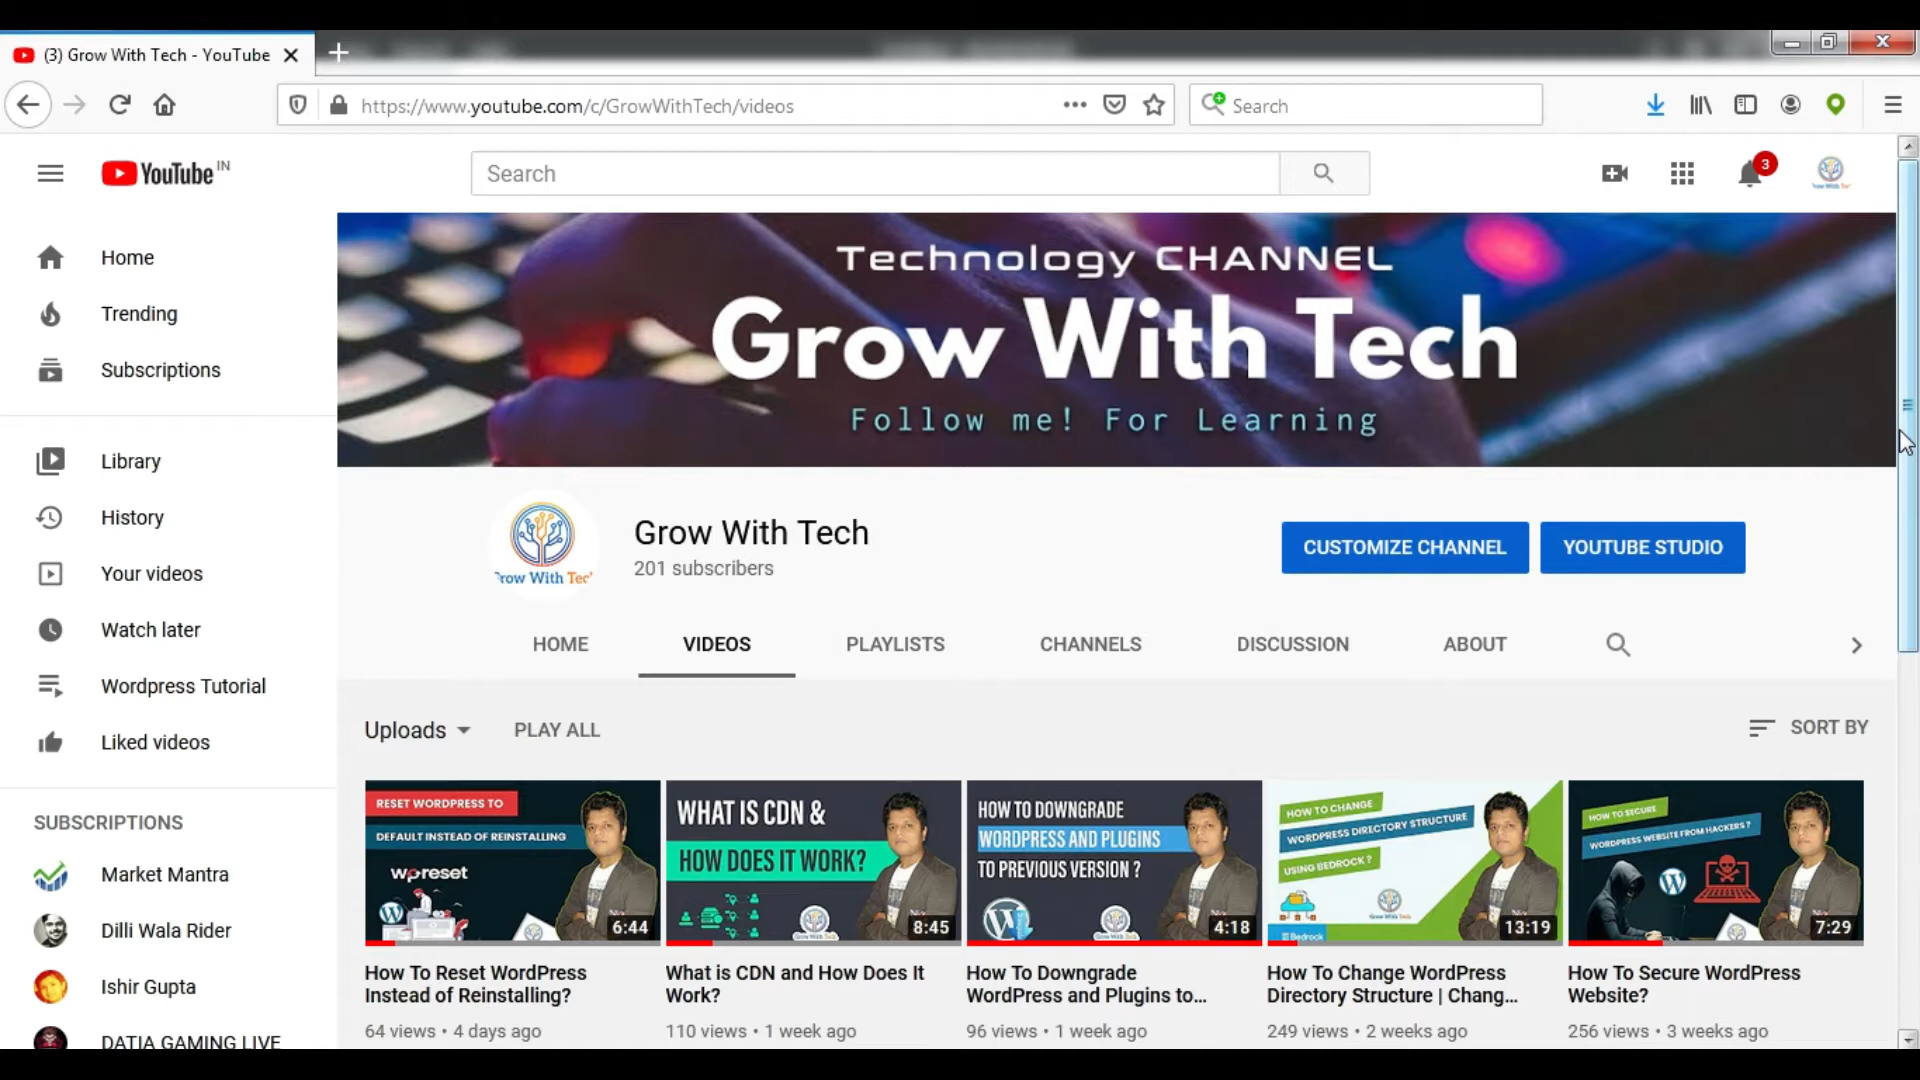 (3) Grow With Tech - YouTube
https://www.youtube.com/c/GrowWithTech/videos
Search
YouTube IN
Search
3
Home
Trending
Subscriptions
Library
History
Your videos
Watch later
Wordpress Tutorial
Liked videos
SUBSCRIPTIONS
Market Mantra
Dilli Wala Rider
Ishir Gupta
DATIA GAMING LIVE
Technology CHANNEL
Grow With Tech
Follow me! For Learning
Grow With Tech
201 subscribers
CUSTOMIZE CHANNEL
YOUTUBE STUDIO
HOME
VIDEOS
PLAYLISTS
CHANNELS
DISCUSSION
ABOUT
Uploads
PLAY ALL
SORT BY
RESET WORDPRESS TO
DEFAULT INSTEAD OF REINSTALLING
wpreset
6:44
How To Reset WordPress
Instead of Reinstalling?
64 views • 4 days ago
WHAT IS CDN &
HOW DOES IT WORK?
8:45
What is CDN and How Does It
Work?
110 views • 1 week ago
HOW TO DOWNGRADE
WORDPRESS AND PLUGINS
TO PREVIOUS VERSION ?
4:18
How To Downgrade
WordPress and Plugins to...
96 views • 1 week ago
HOW TO CHANGE
WORDPRESS DIRECTORY STRUCTURE
USING BEDROCK ?
Grow With Tech
Bedrock
13:19
How To Change WordPress
Directory Structure | Chang...
249 views • 2 weeks ago
HOW TO SECURE
WORDPRESS WEBSITE FROM HACKERS ?
7:29
How To Secure WordPress
Website?
256 views • 3 weeks ago